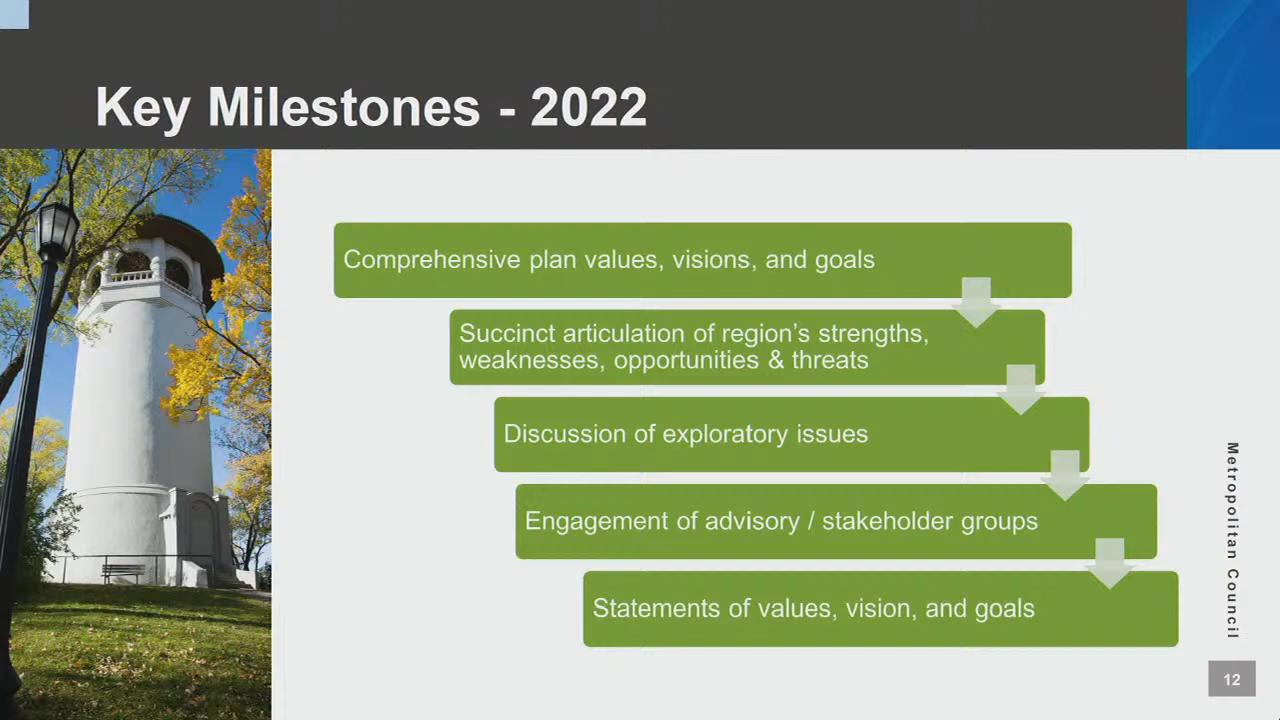 Key Milestones - 2022
Comprehensive plan values, visions, and goals
Succinct articulation of region’s strengths,
weaknesses, opportunities & threats
Discussion of exploratory issues
Engagement of advisory / stakeholder groups
Statements of values, vision, and goals
Metropolitan Council
12